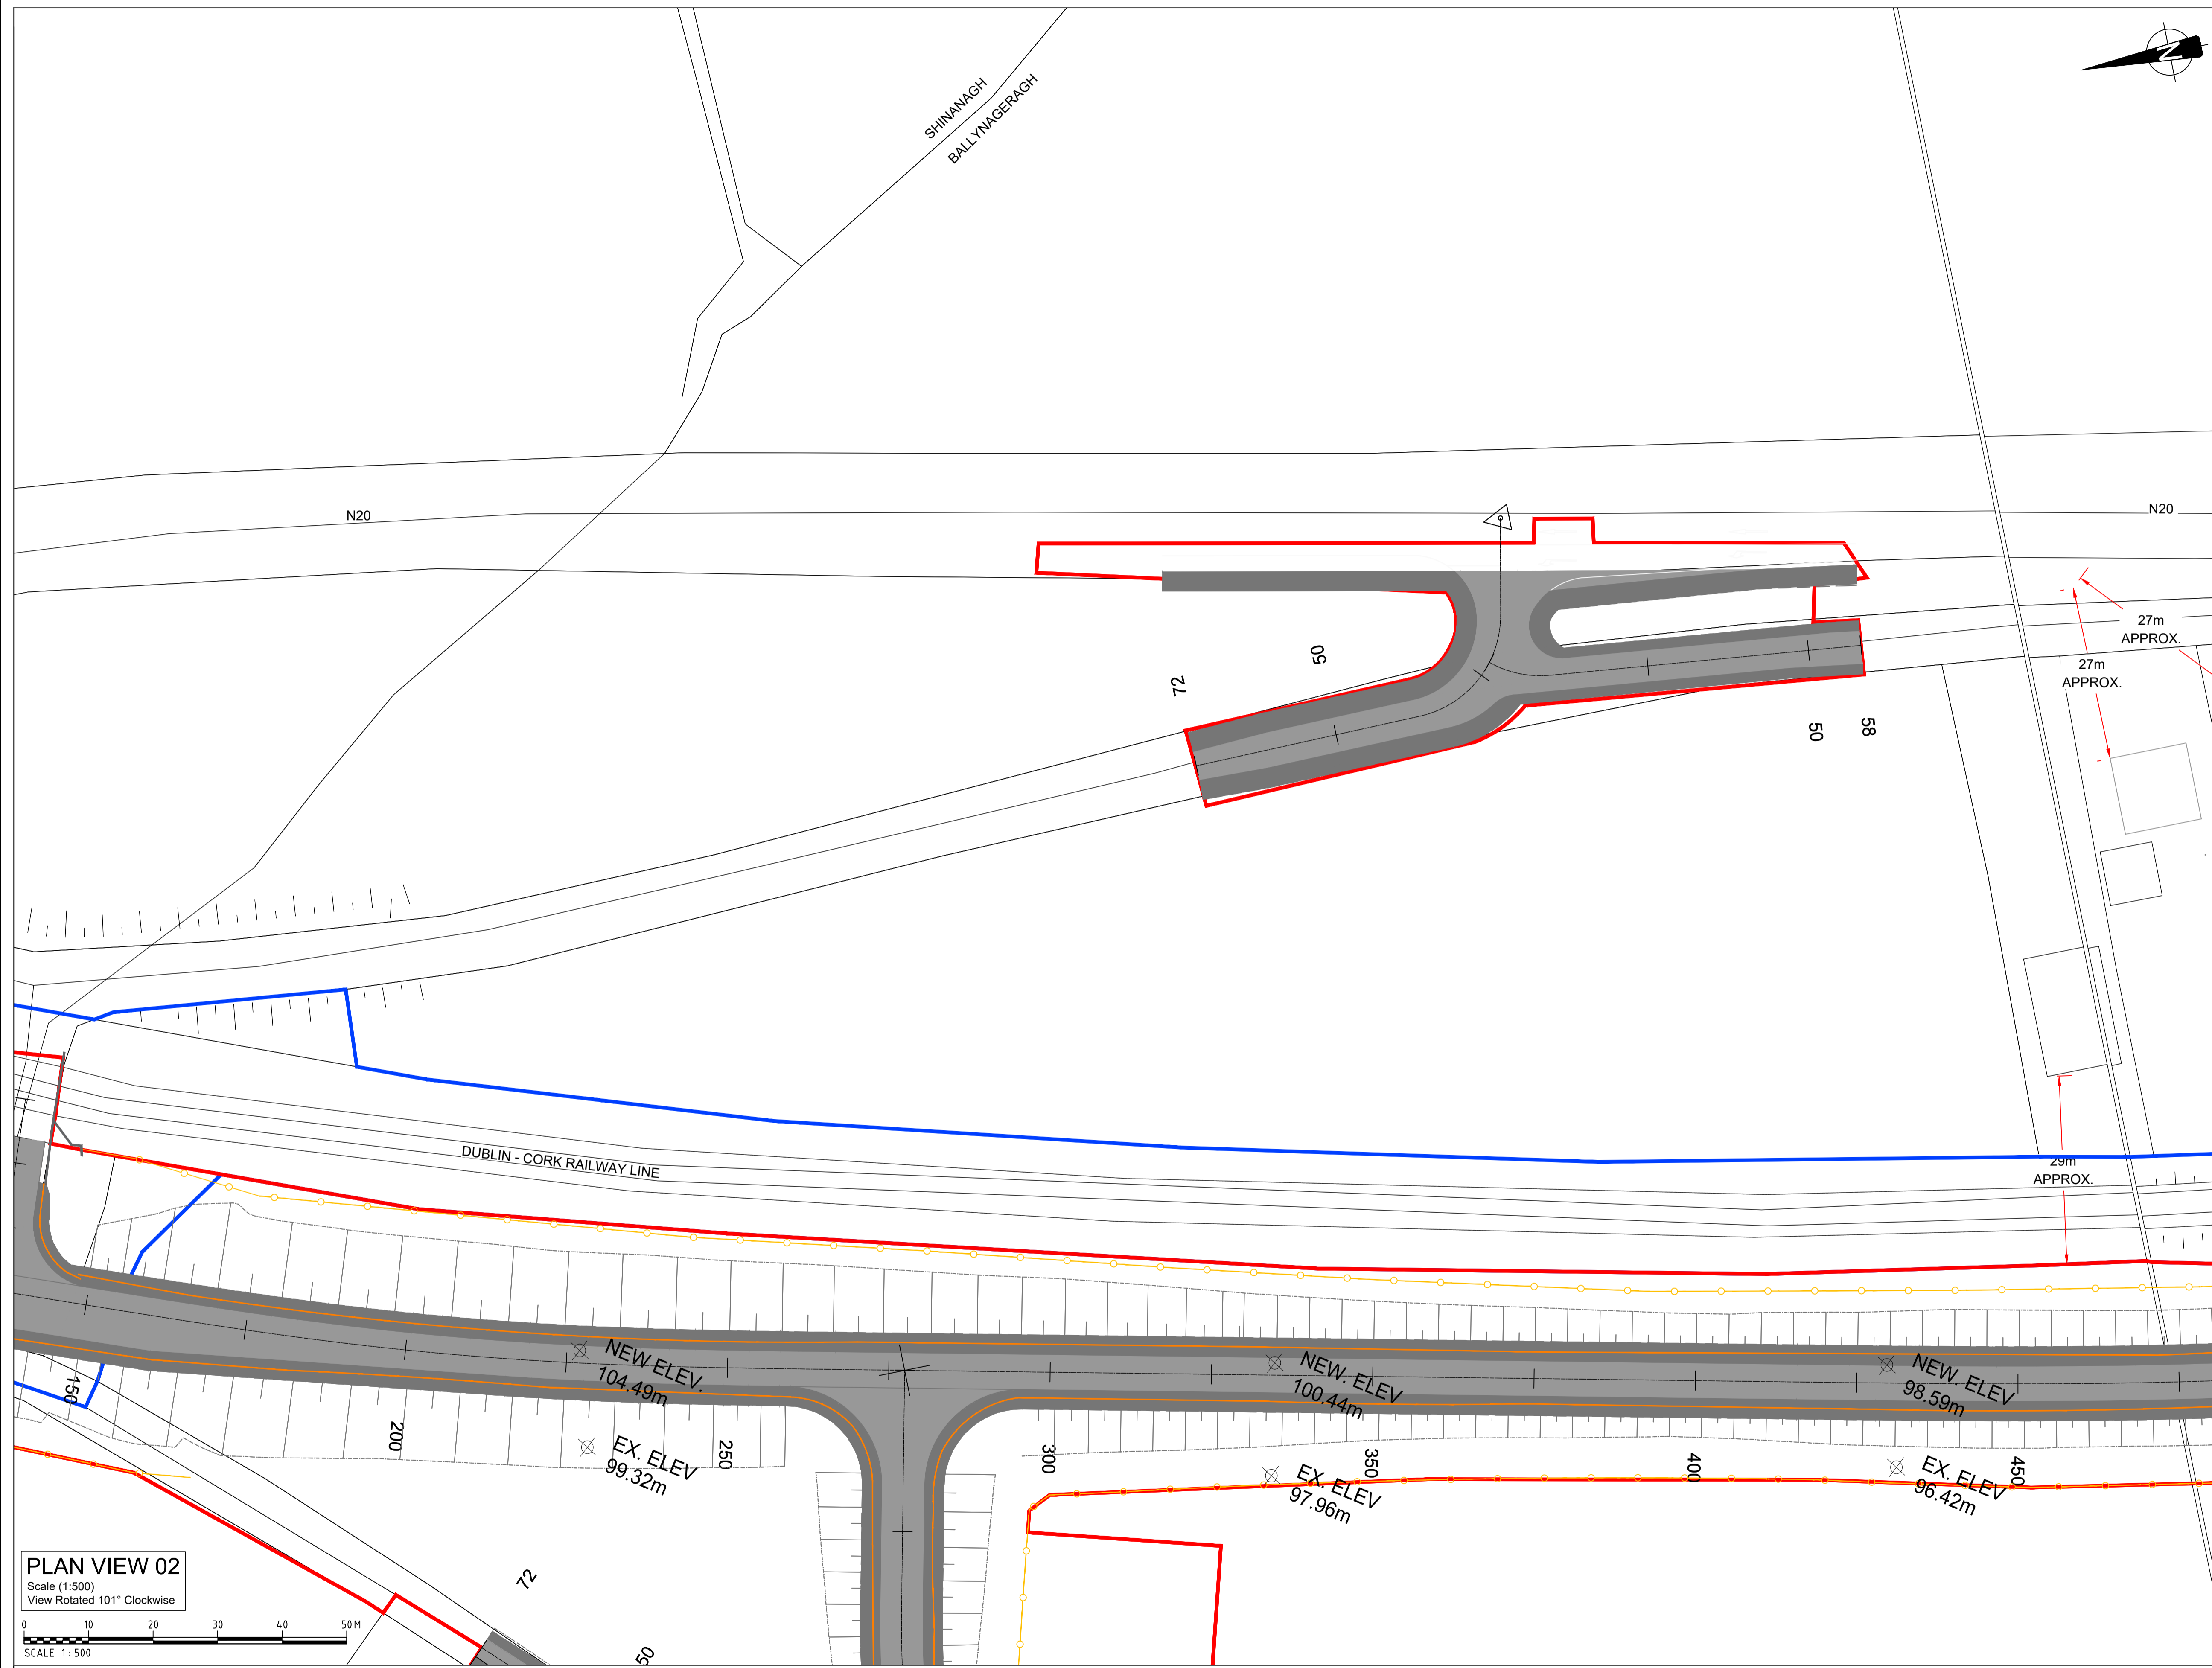 N
SHINANAGH
BALLYNAGERAGH
N20
N20
27m
APPROX.
27m
APPROX.
50
72
50
58
DUBLIN - CORK RAILWAY LINE
29m
APPROX.
NEW ELEV.
104.49m
NEW. ELEV
100.44m
NEW. ELEV
98.59m
150
200
250
300
350
400
450
EX. ELEV
99.32m
EX. ELEV
97.96m
EX. ELEV
96.42m
72
50
PLAN VIEW 02
Scale (1:500)
View Rotated 101° Clockwise
0 10 20 30 40 50 M
SCALE 1:500